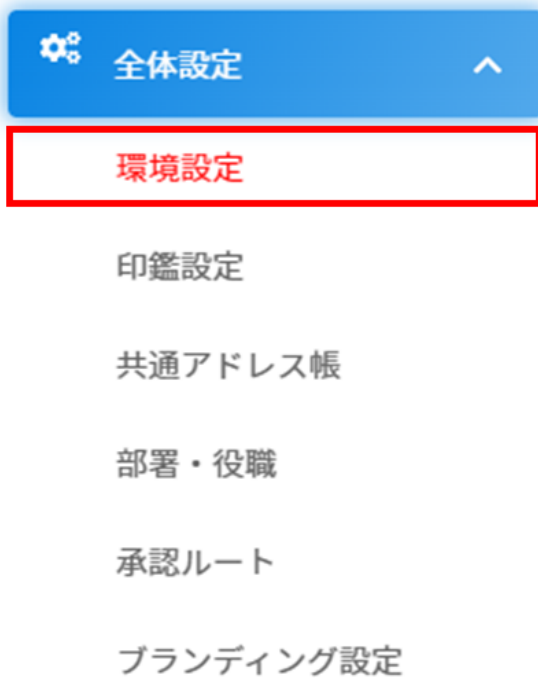 全体設定
環境設定
印鑑設定
共通アドレス帳
部署・役職
承認ルート
ブランディング設定